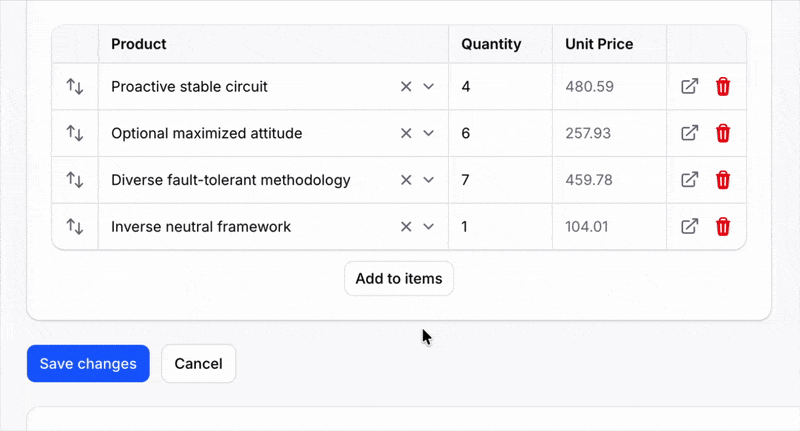 Product Quantity Unit Price
Proactive stable circuit 4 480.59
Optional maximized attitude 6 257.93
Diverse fault-tolerant methodology 7 459.78
Inverse neutral framework 1 104.01
Add to items
Save changes Cancel